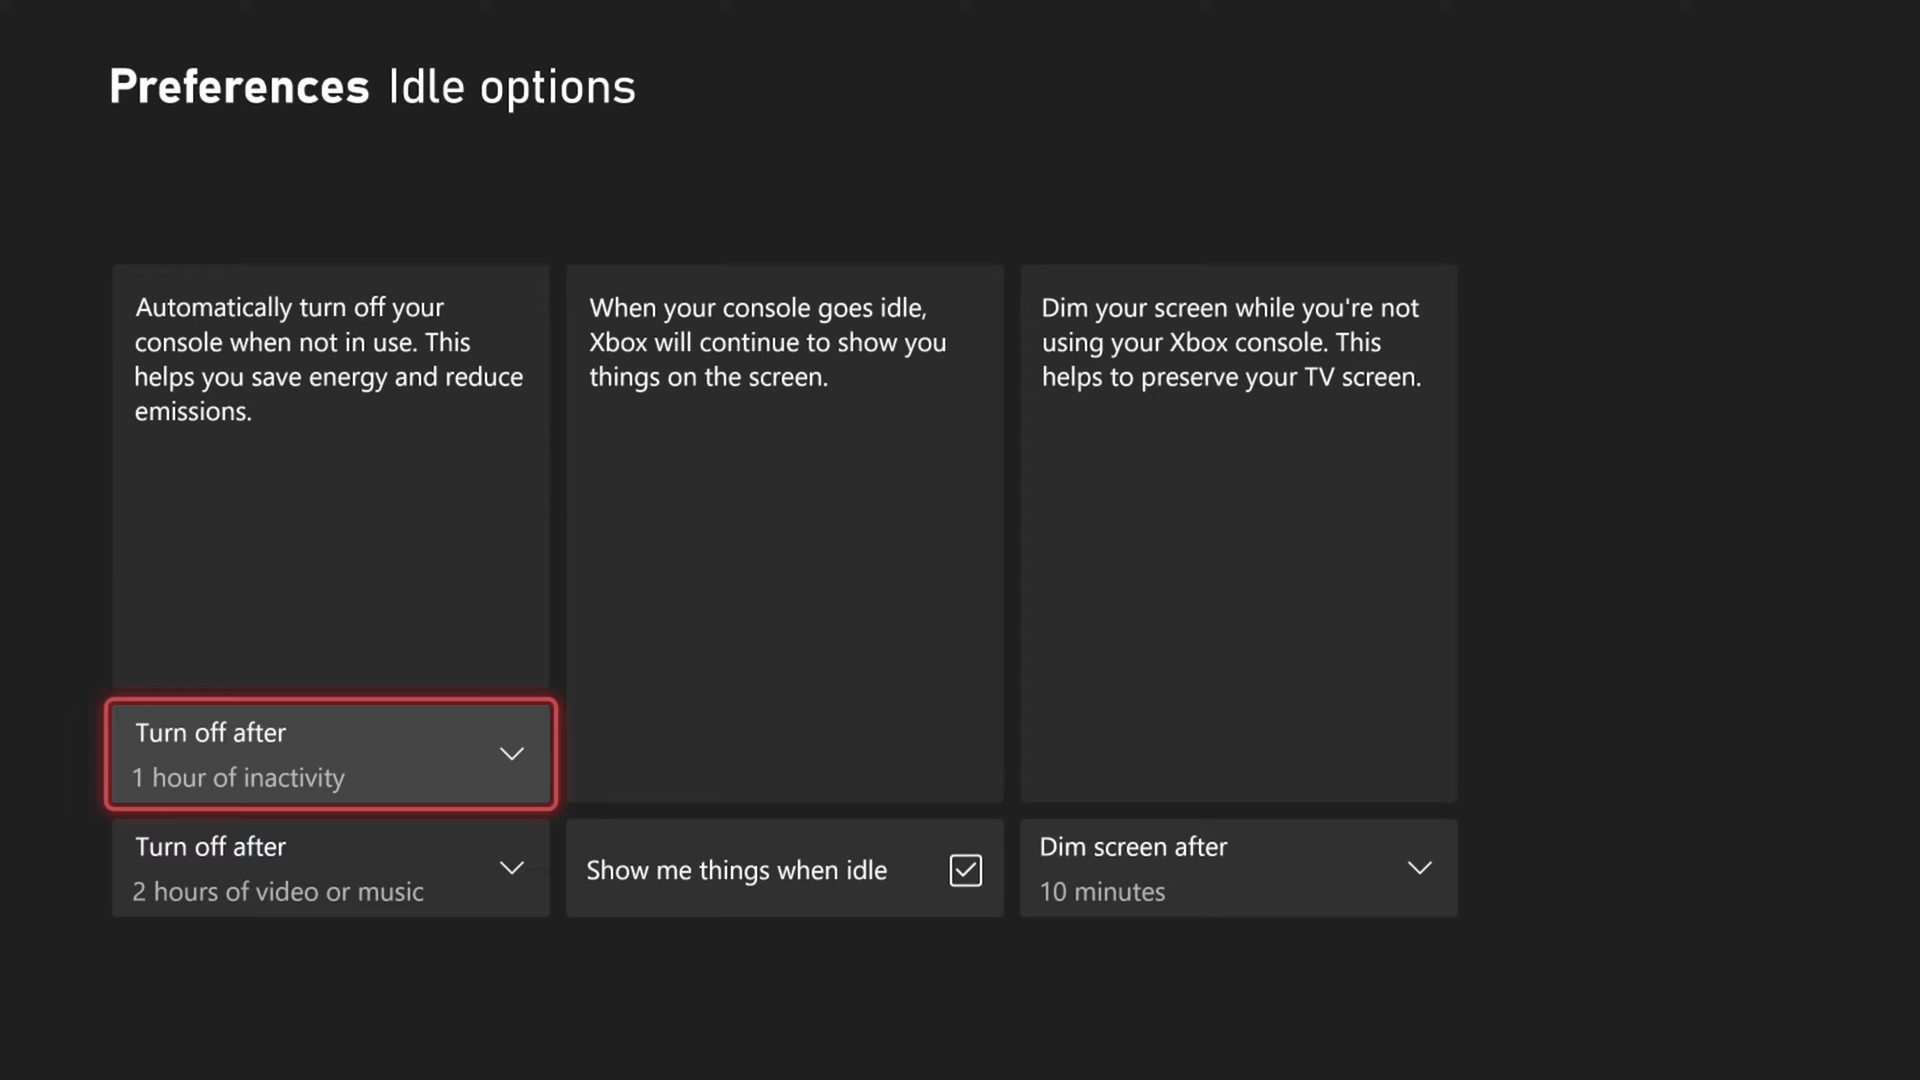 Preferences Idle options
Automatically turn off your
console when not in use. This
helps you save energy and reduce
emissions.
Turn off after
1 hour of inactivity
Turn off after
2 hours of video or music
When your console goes idle,
Xbox will continue to show you
things on the screen.
Show me things when idle
Dim your screen while you're not
using your Xbox console. This
helps to preserve your TV screen.
Dim screen after
10 minutes